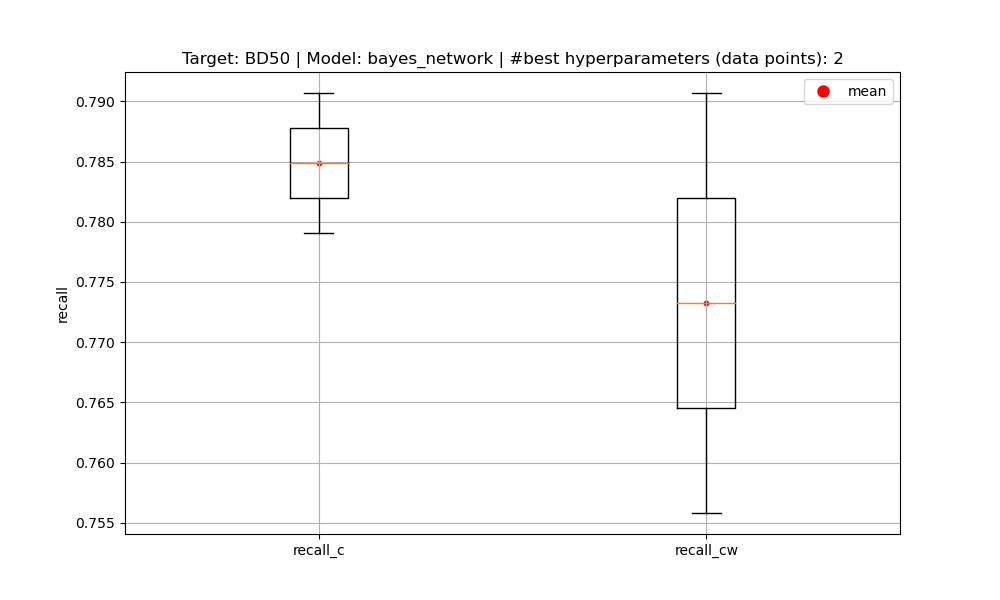 Target: BD50 | Model: bayes_network | #best hyperparameters (data points): 2
mean
0.790
0.785
0.780
0.775
0.770
0.765
0.760
0.755
recall
recall_c
recall_cw